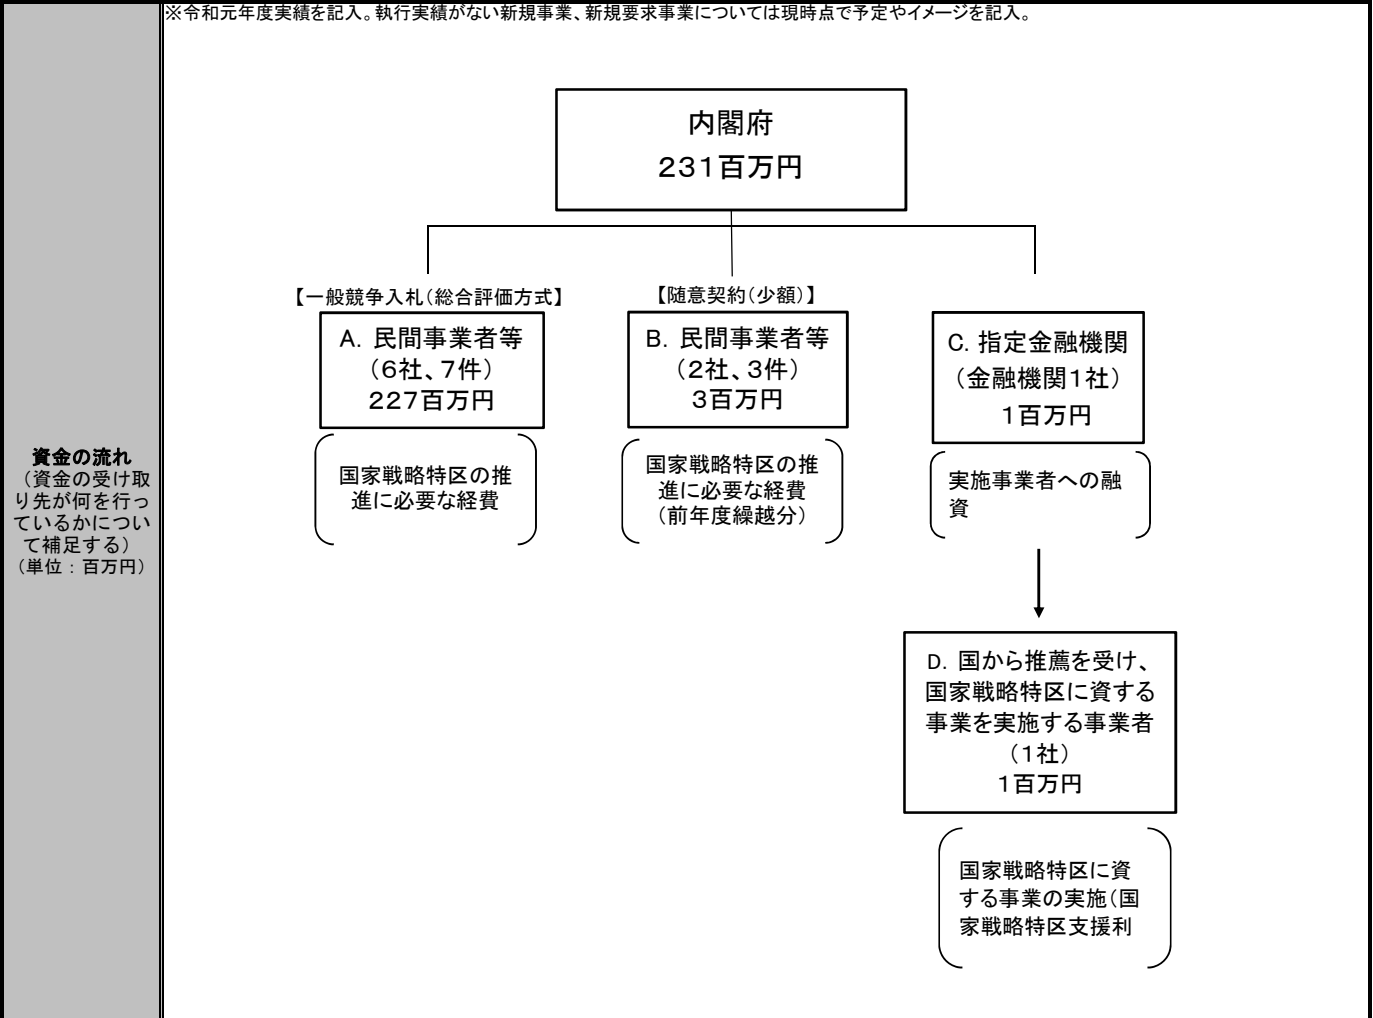 ※令和元年度実績を記入。執行実績がない新規事業、新規要求事業については現時点で予定やイメージを記入。
内閣府
231百万円
【一般競争入札（総合評価方式】
A. 民間事業者等
（6社、7件）
227百万円
国家戦略特区の推
進に必要な経費
【随意契約（少額）】
B. 民間事業者等
（2社、3件）
3百万円
国家戦略特区の推
進に必要な経費
（前年度繰越分）
C. 指定金融機関
（金融機関1社）
1百万円
実施事業者への融
資
D. 国から推薦を受け、
国家戦略特区に資する
事業を実施する事業者
（1社）
1百万円
国家戦略特区に資
する事業の実施（国
家戦略特区支援利
資金の流れ
（資金の受け取
り先が何を行っ
ているかについ
て補足する）
（単位：百万円）